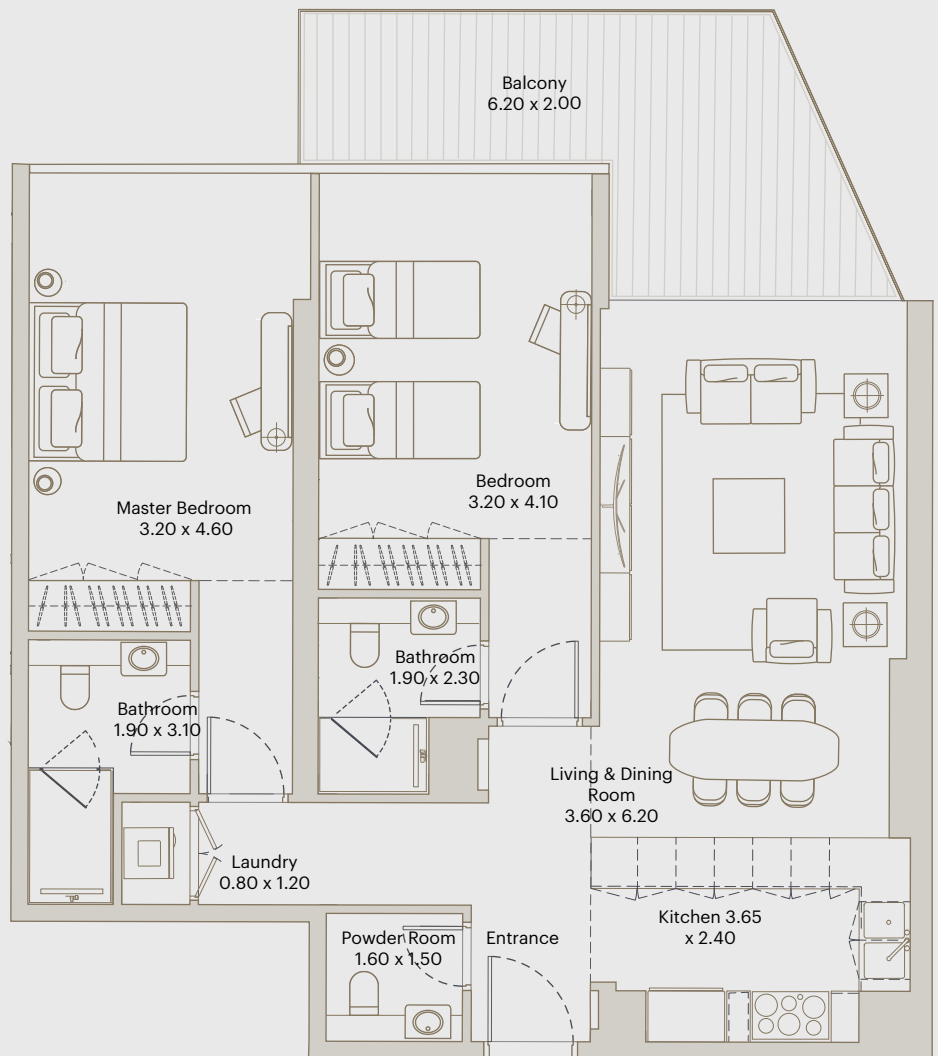 Balcony
6.20 x 2.00
Bedroom
3.20 x 4.10
Master Bedroom
3.20 x 4.60
Bathroom
1.90 x 2.30
Bathroom
1.90 x 3.10
Living & Dining
Room
3.60 x 6.20
Laundry
0.80 x 1.20
Kitchen 3.65
x 2.40
Powder Room
1.60 x 1.50
Entrance